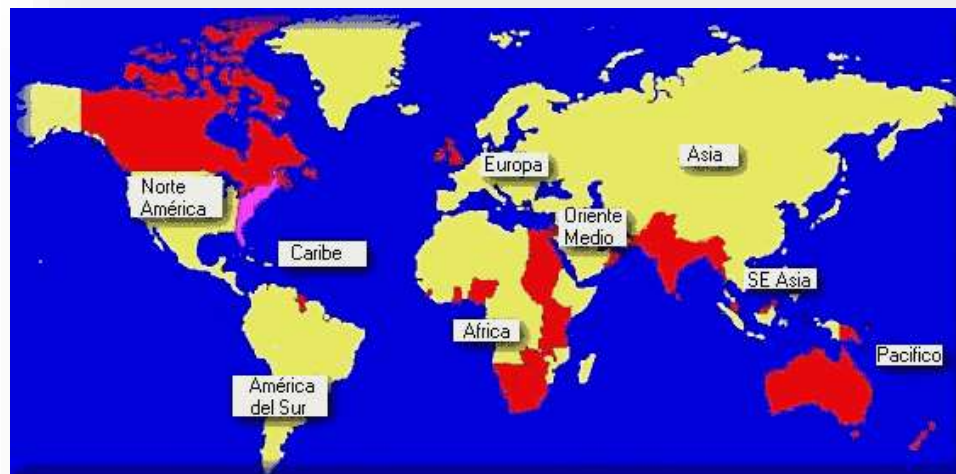 Norte
América
Caribe
América
del Sur
Europa
Asia
Oriente
Medio
SE Asia
Africa
Pacifico